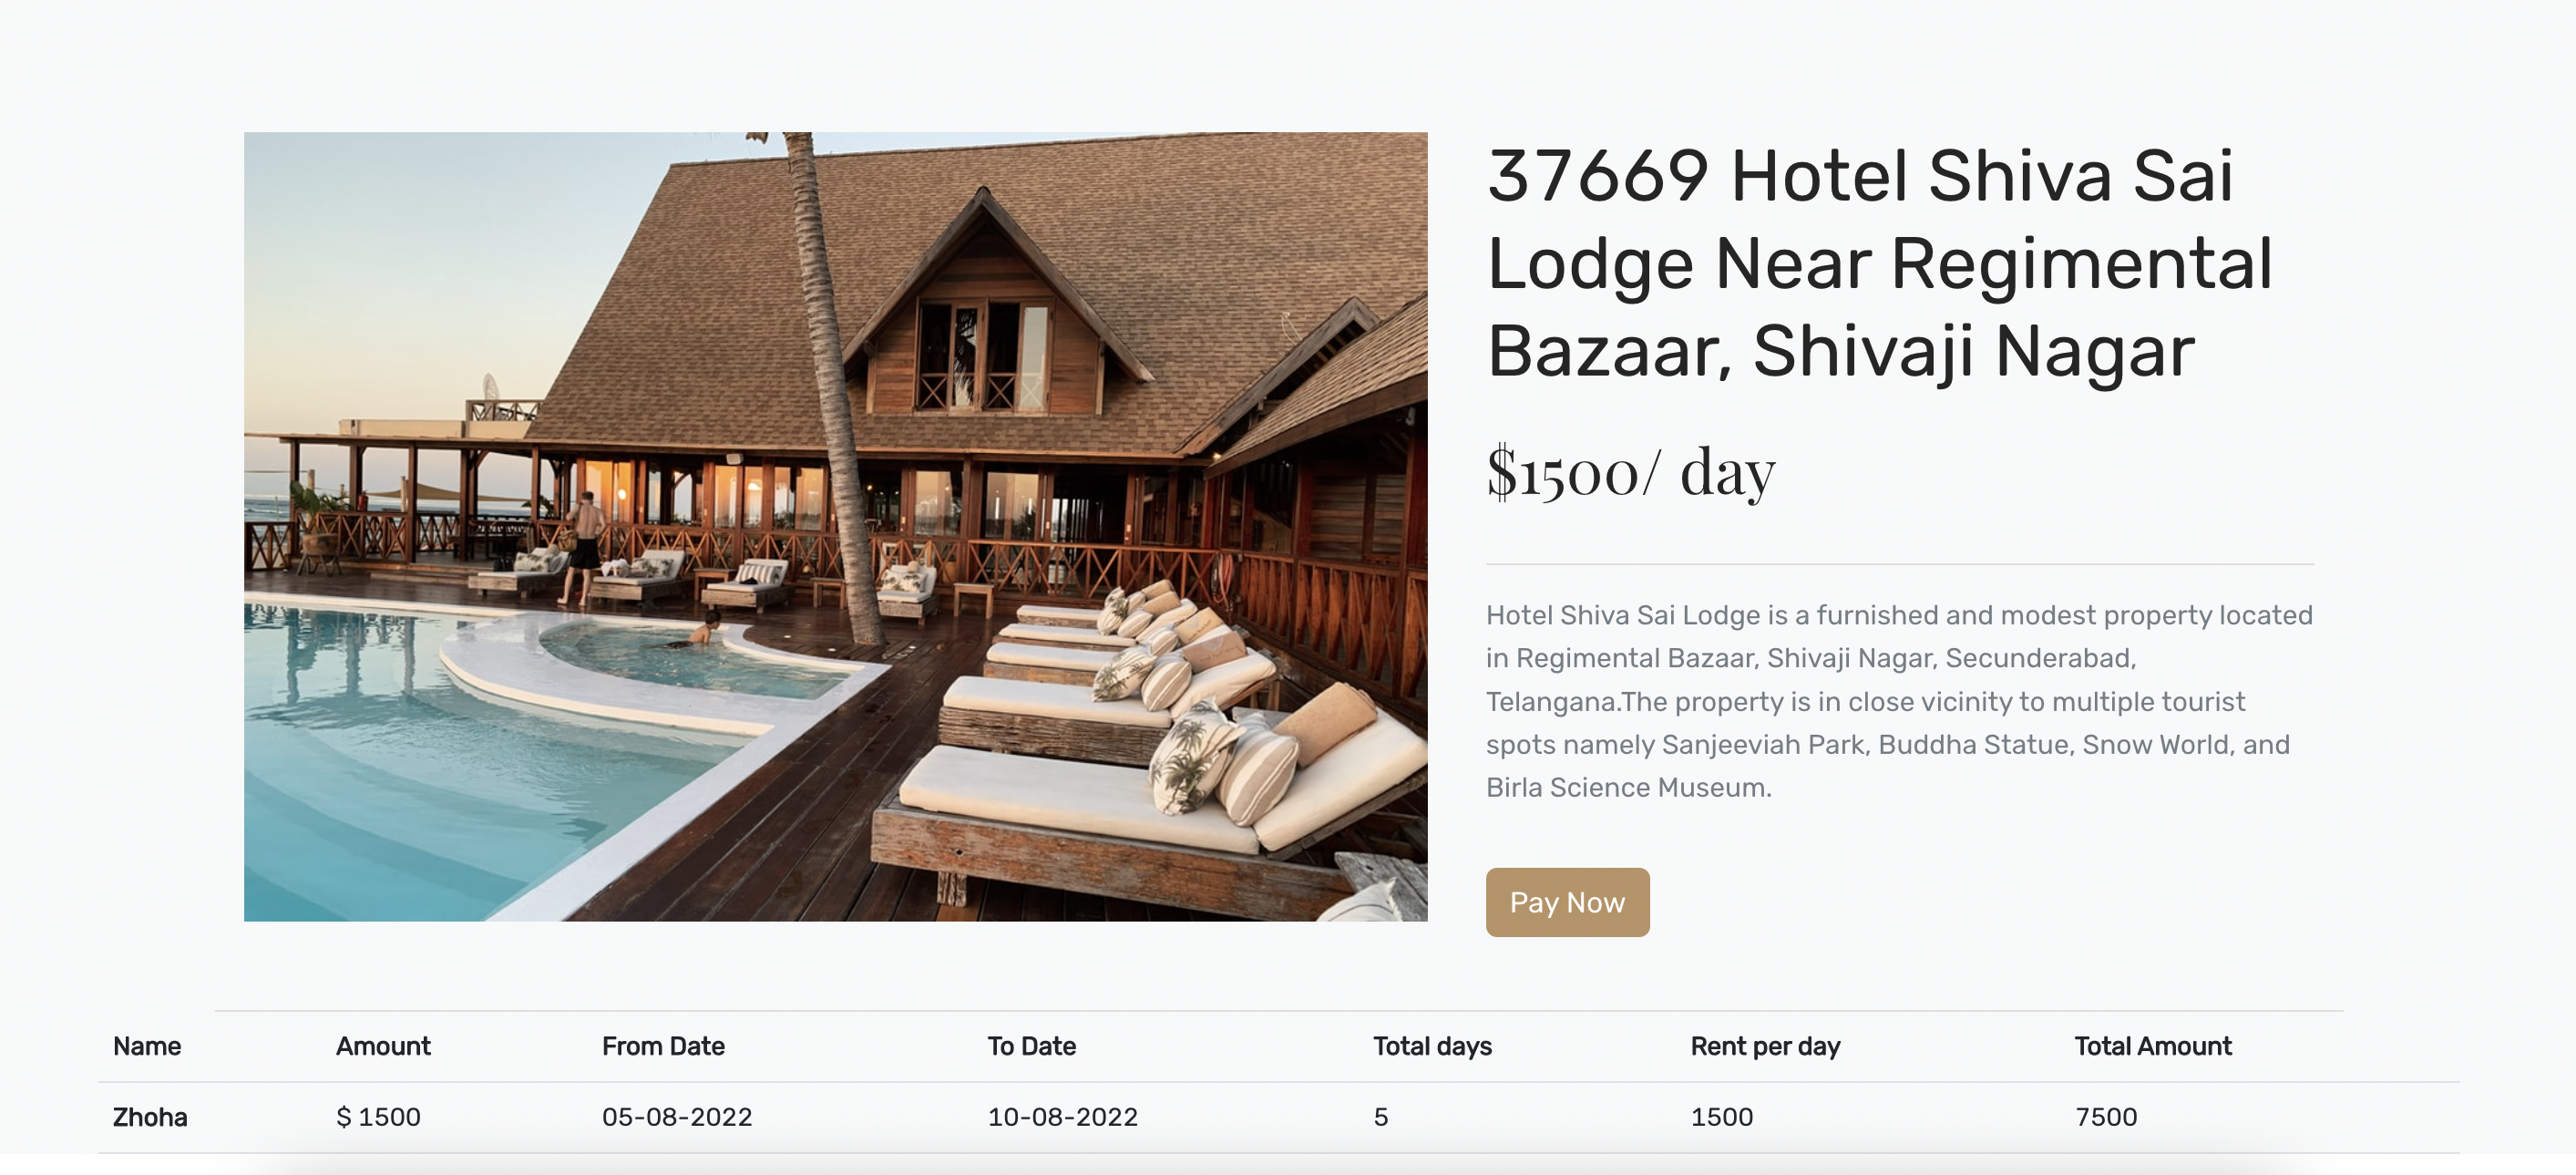 37669 Hotel Shiva Sai
Lodge Near Regimental
Bazaar, Shivaji Nagar
$1500/ day
Hotel Shiva Sai Lodge is a furnished and modest property located
in Regimental Bazaar, Shivaji Nagar, Secunderabad,
Telangana.The property is in close vicinity to multiple tourist
spots namely Sanjeeviah Park, Buddha Statue, Snow World, and
Birla Science Museum.
Pay Now
Name Amount From Date To Date Total days Rent per day Total Amount
Zhoha $ 1500 05-08-2022 10-08-2022 5 1500 7500